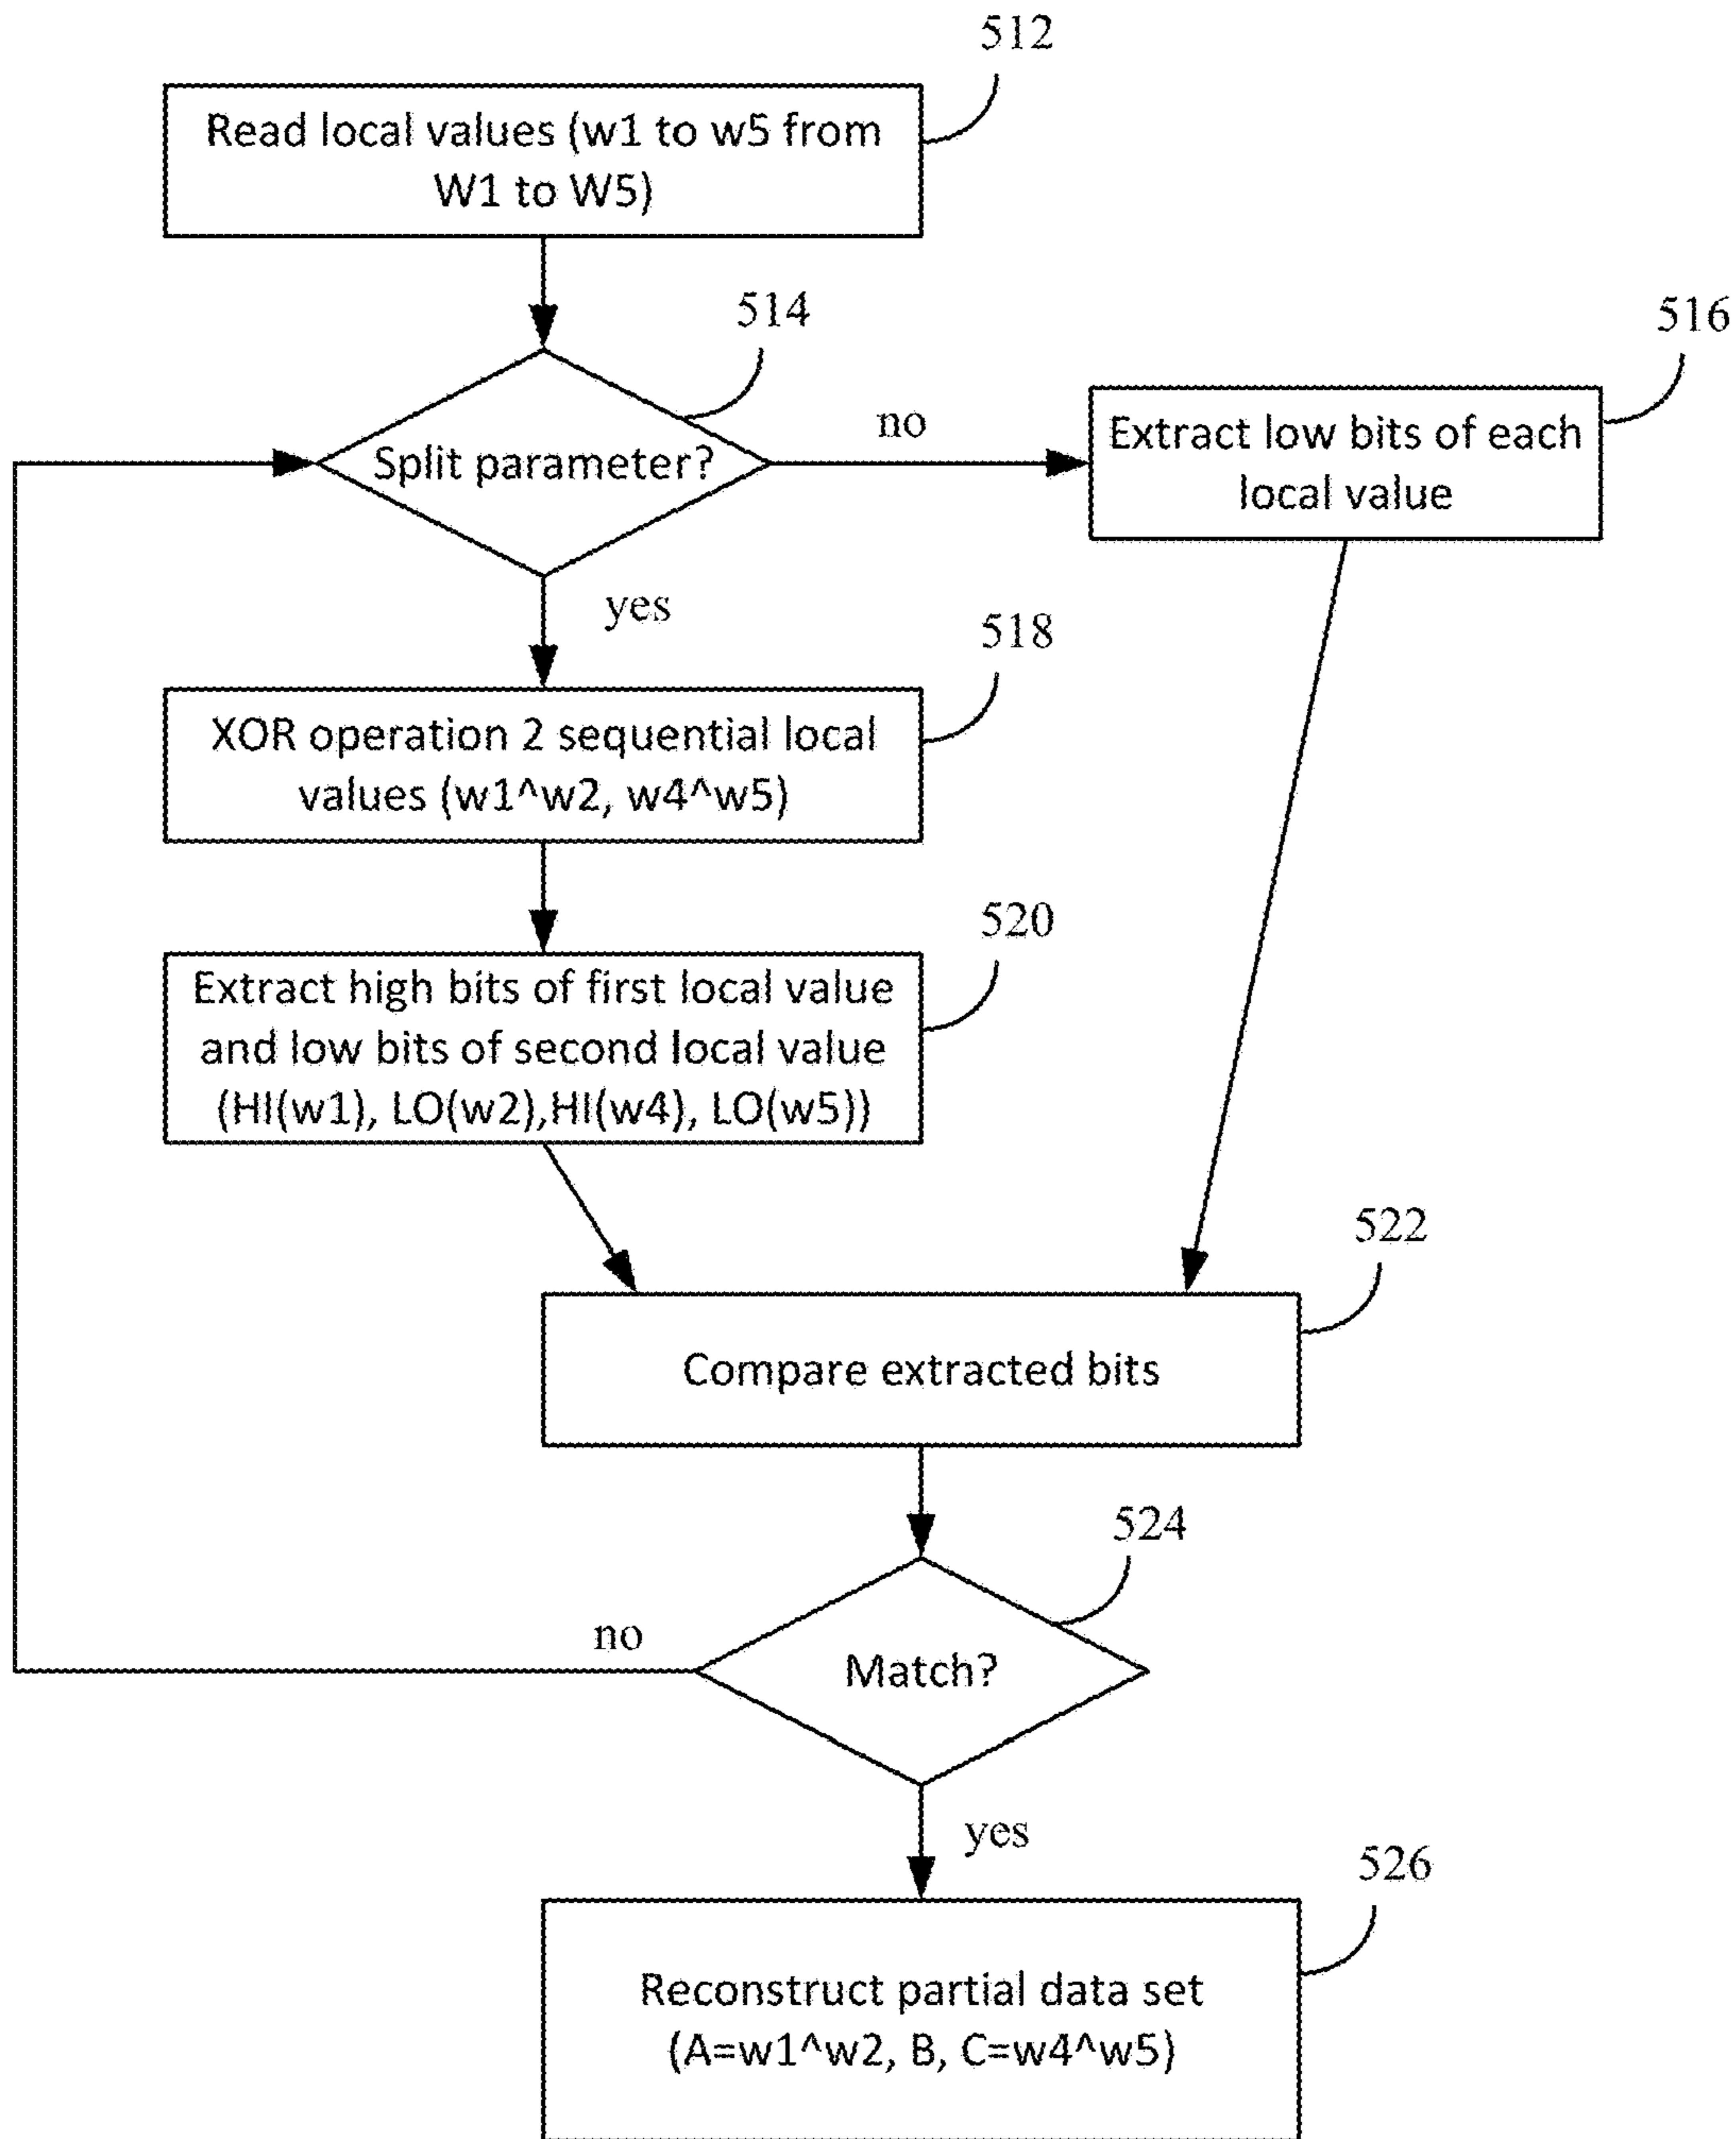 512
Read local values (w1 to w5 from
W1 to W5)
514
516
Split parameter?
no
Extract low bits of each
local value
yes
518
XOR operation 2 sequential local
values (w1^w2, w4^w5)
520
Extract high bits of first local value
and low bits of second local value
(HI(w1), LO(w2),HI(w4), LO(w5))
522
Compare extracted bits
524
no
Match?
yes
526
Reconstruct partial data set
(A=w1^w2, B, C=w4^w5)